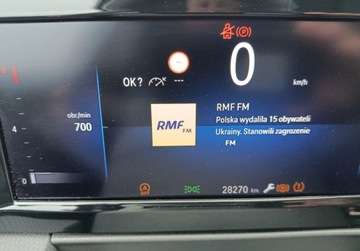 0
OK?
---
km/h
obr./min
700
4
0
RMF FM
RMF FM
Polska wydaliła 15 obywateli
Ukrainy. Stanowili zagrożenie
FM
28270 km